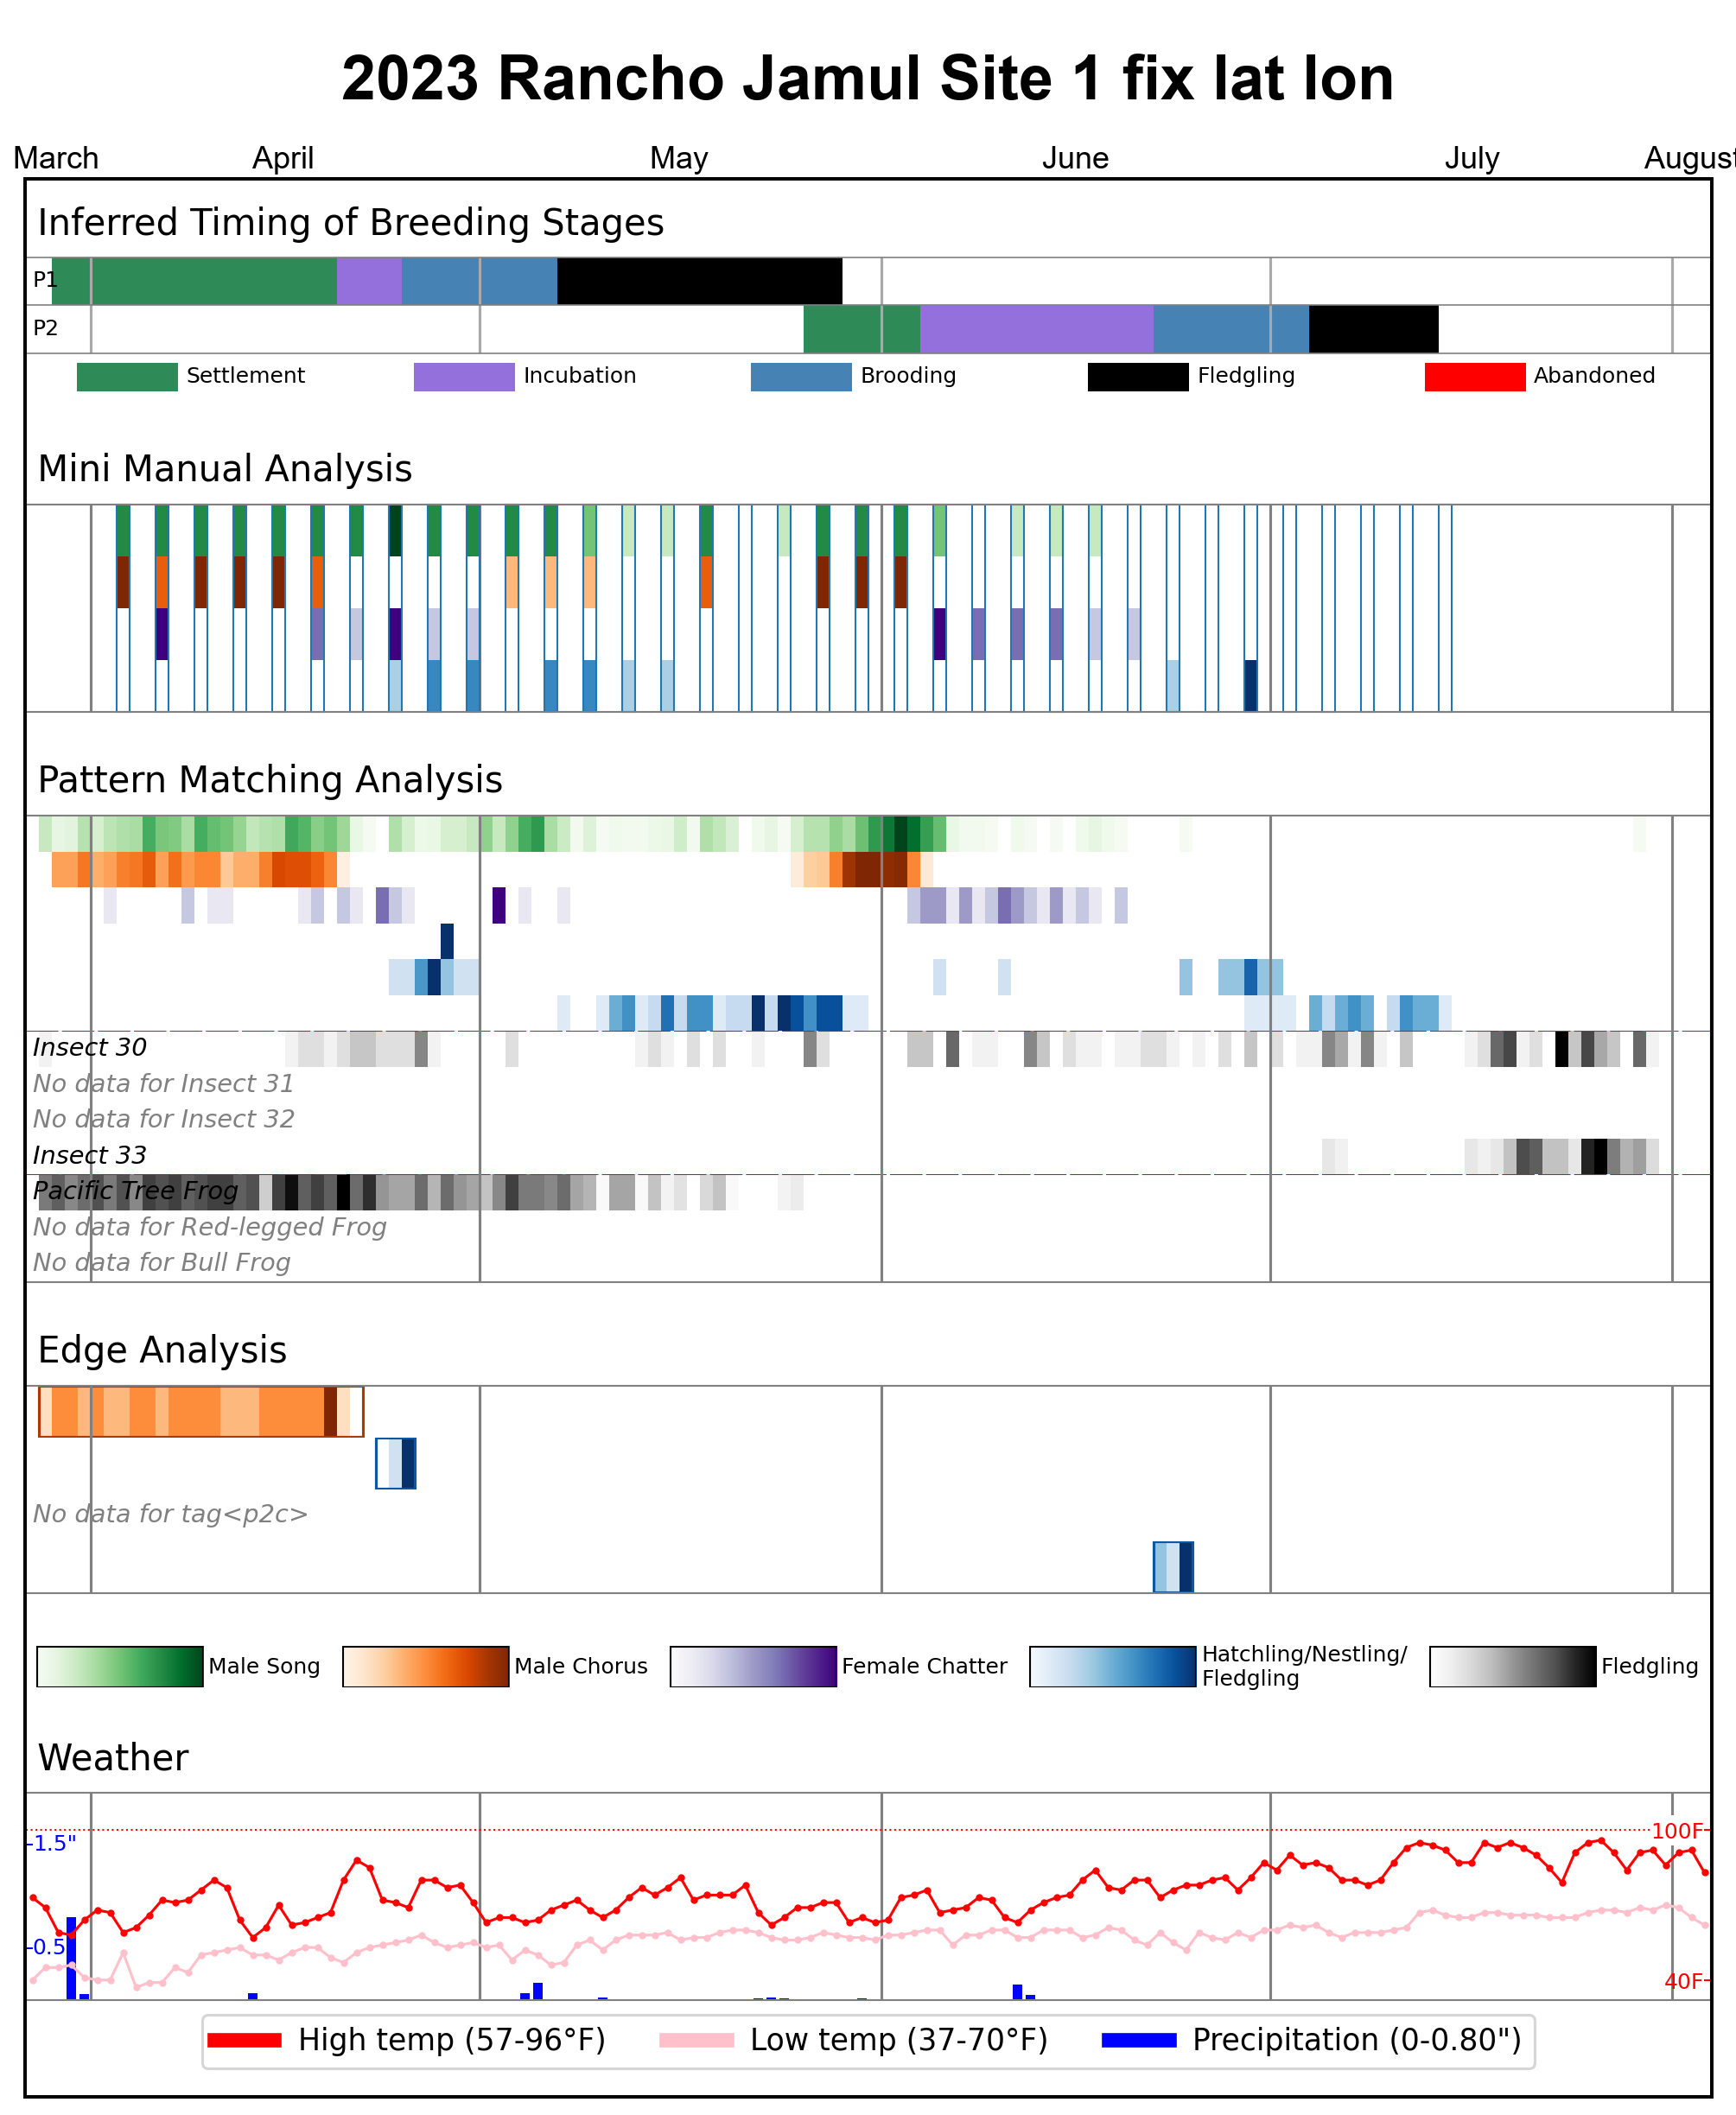 2023 Rancho Jamul Site 1 fix lat lon
March April May June July August
Inferred Timing of Breeding Stages
P1
P2
Settlement Incubation Brooding Fledgling Abandoned
Mini Manual Analysis
Pattern Matching Analysis
Insect 30
No data for Insect 31
No data for Insect 32
Insect 33
Pacific Tree Frog
No data for Red-legged Frog
No data for Bull Frog
Edge Analysis
No data for tag<p2c>
Male Song Male Chorus Female Chatter Hatchling/Nestling/
Fledgling Fledgling
Weather
1.5"
100F
0.5
40F
High temp (57-96°F) Low temp (37-70°F) Precipitation (0-0.80")